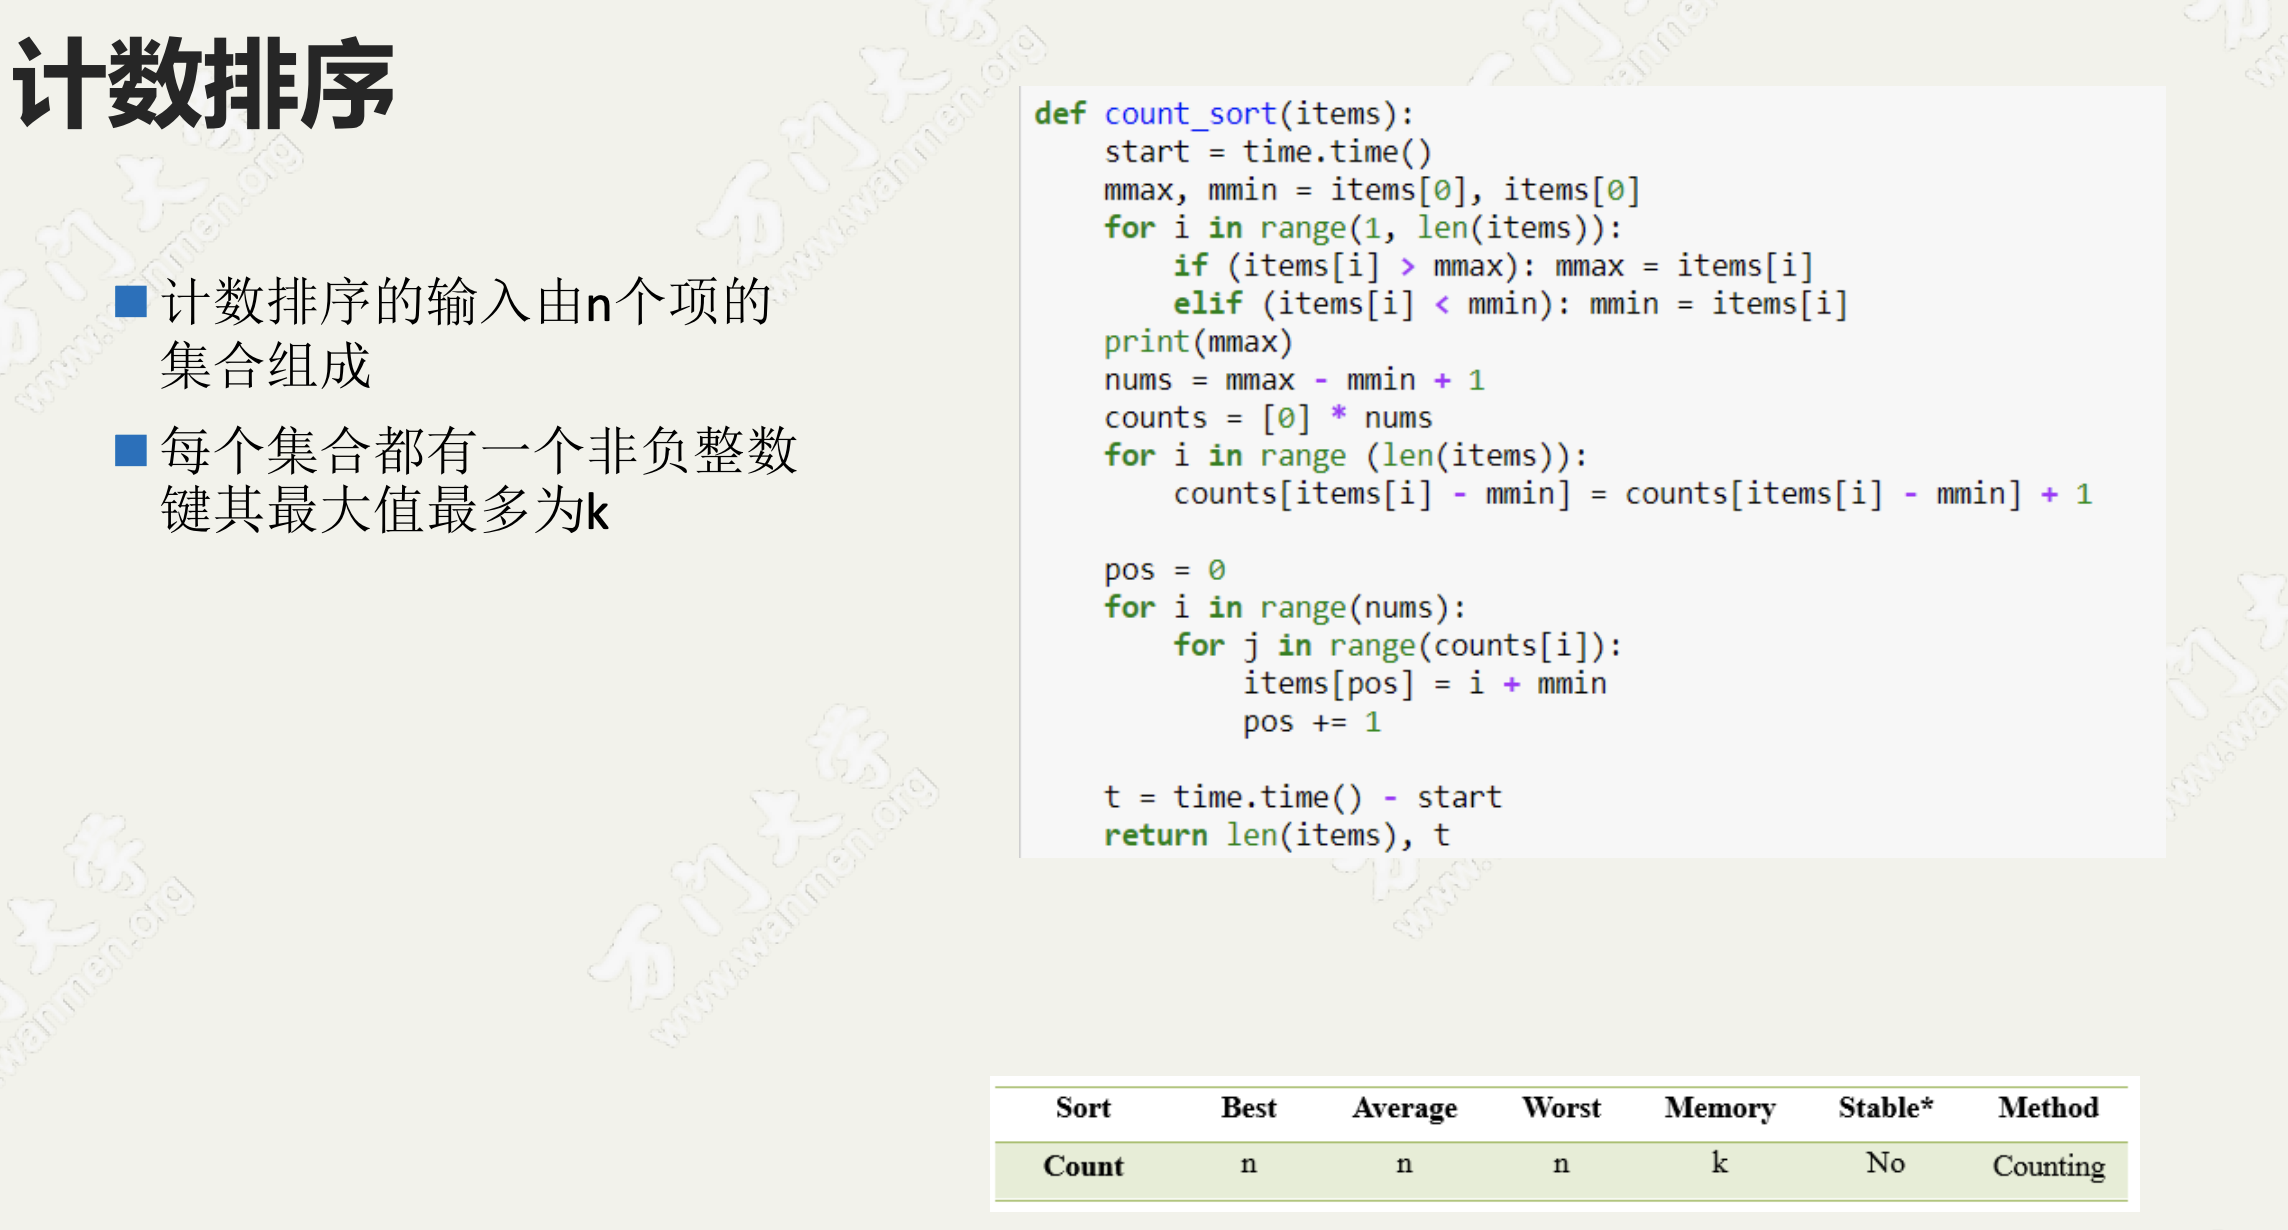 计数排序
计数排序的输入由n个项的
集合组成
每个集合都有一个非负整数
键其最大值最多为k
def count_sort(items):
    start = time.time()
    mmax, mmin = items[0], items[0]
    for i in range(1, len(items)):
        if (items[i] > mmax): mmax = items[i]
        elif (items[i] < mmin): mmin = items[i]
    print(mmax)
    nums = mmax - mmin + 1
    counts = [0] * nums
    for i in range (len(items)):
        counts[items[i] - mmin] = counts[items[i] - mmin] + 1
    pos = 0
    for i in range(nums):
        for j in range(counts[i]):
            items[pos] = i + mmin
            pos += 1
    t = time.time() - start
    return len(items), t
Sort Best Average Worst Memory Stable* Method
Count n n n k No Counting
万门大学
www.wanmen.org